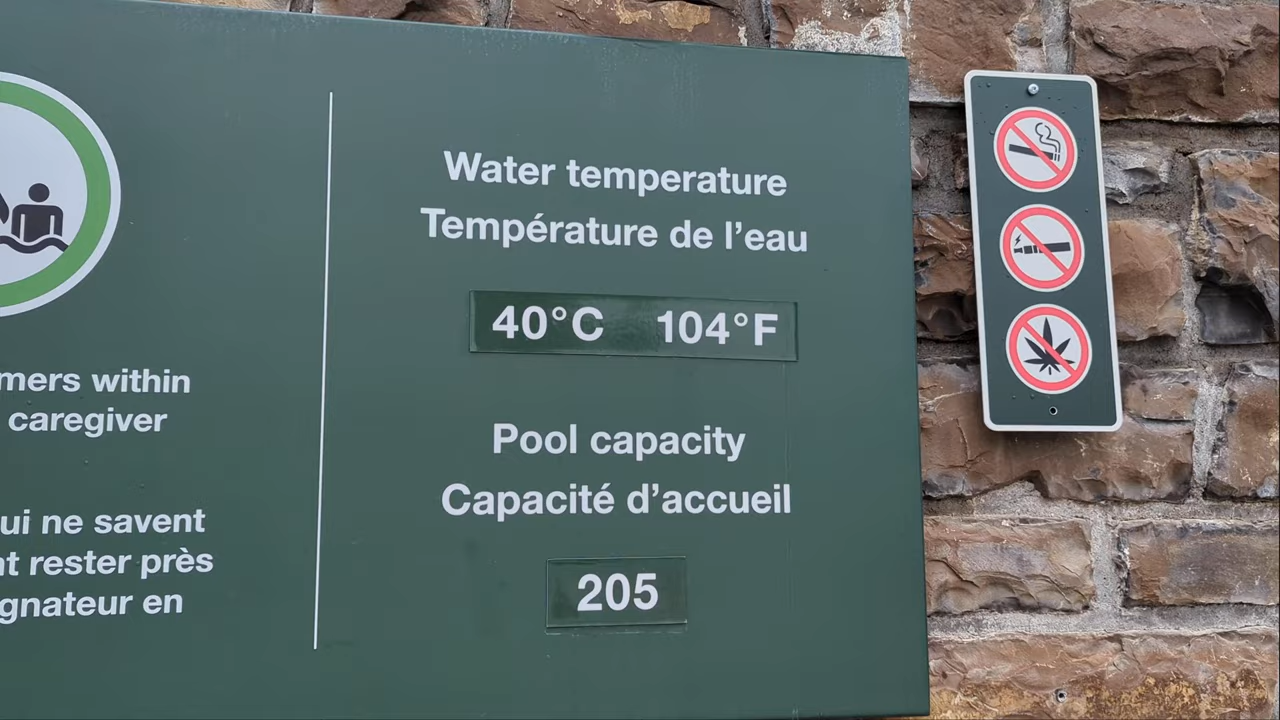 mers within
caregiver
ui ne savent
nt rester près
gnateur en
Water temperature
Température de l'eau
40°C 104°F
Pool capacity
Capacité d'accueil
205